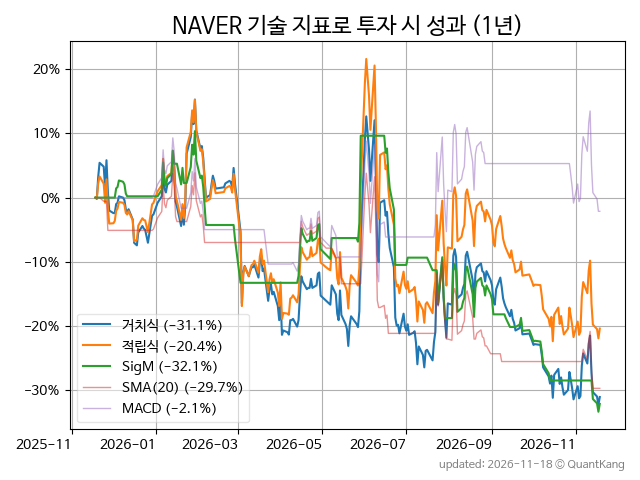 NAVER 기술 지표로 투자 시 성과 (1년)
20%
10%
0%
−10%
−20%
−30%
거치식 (−31.1%)
적립식 (−20.4%)
SigM (−32.1%)
SMA(20) (−29.7%)
MACD (−2.1%)
2025-11 2026-01 2026-03 2026-05 2026-07 2026-09 2026-11
updated: 2026-11-18 ⓒ QuantKang